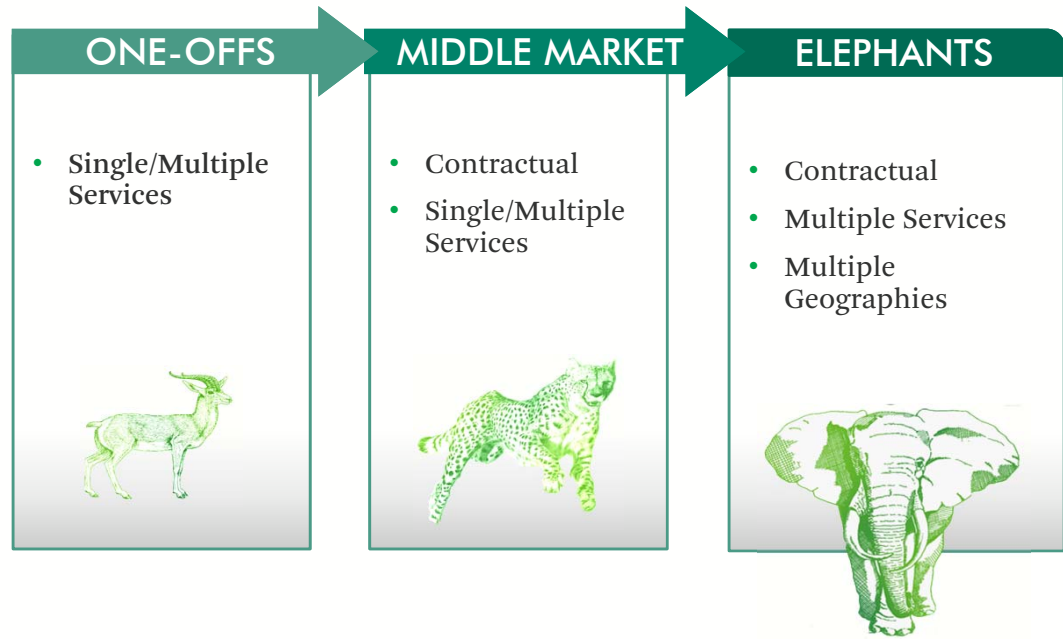 ONE-OFFS
• Single/Multiple
Services
MIDDLE MARKET
• Contractual
• Single/Multiple
Services
ELEPHANTS
• Contractual
• Multiple Services
• Multiple
Geographies